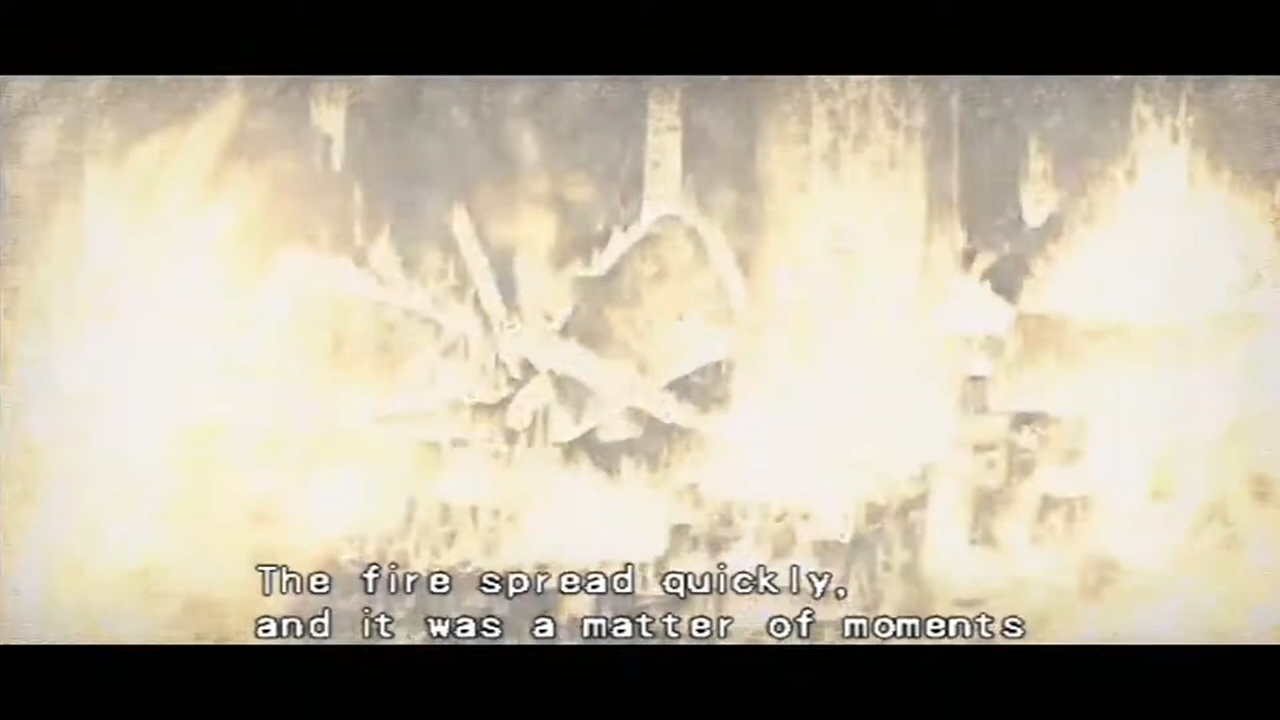 The fire spread quickly,
and it was a matter of moments